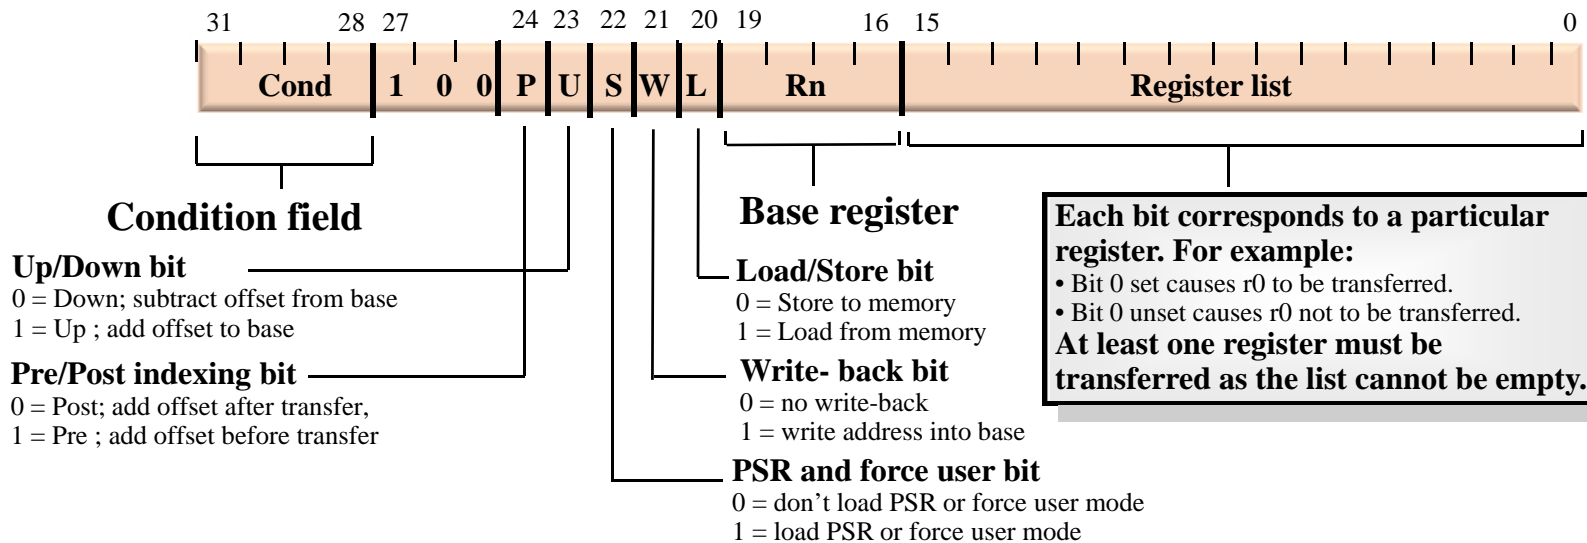 31 28 27 24 23 22 21 20 19 16 15 0
Cond 1 0 0 P U S W L Rn Register list
Condition field
Up/Down bit
0 = Down; subtract offset from base
1 = Up ; add offset to base
Pre/Post indexing bit
0 = Post; add offset after transfer,
1 = Pre ; add offset before transfer
Base register
Load/Store bit
0 = Store to memory
1 = Load from memory
Write- back bit
0 = no write-back
1 = write address into base
PSR and force user bit
0 = don’t load PSR or force user mode
1 = load PSR or force user mode
Each bit corresponds to a particular
register. For example:
• Bit 0 set causes r0 to be transferred.
• Bit 0 unset causes r0 not to be transferred.
At least one register must be
transferred as the list cannot be empty.